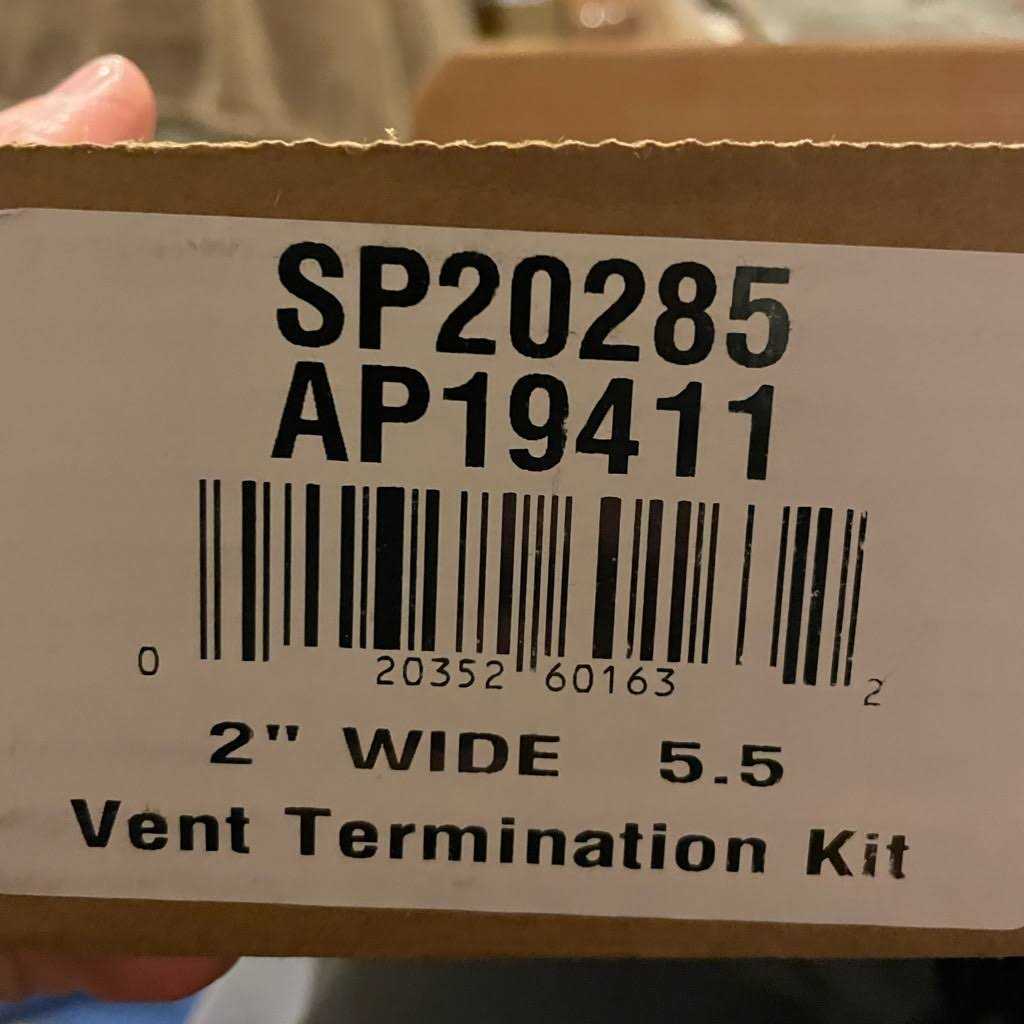 SP20285
AP19411
0 20352 60163 2
2" WIDE 5.5
Vent Termination Kit